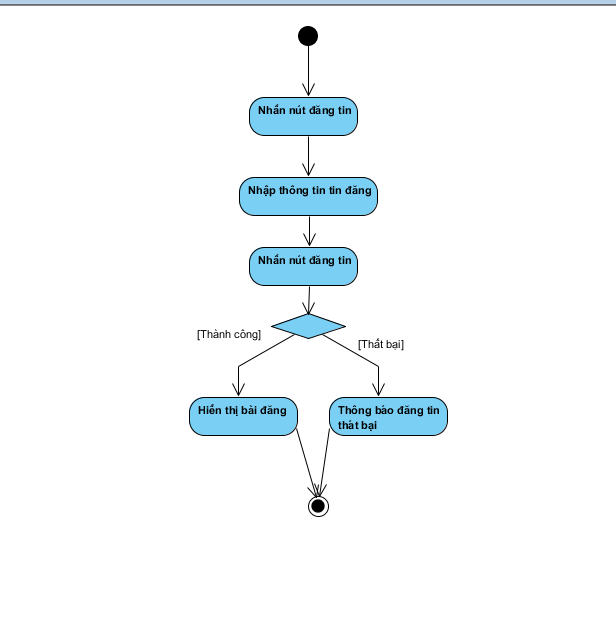 Nhấn nút đăng tin
Nhập thông tin tin đăng
Nhấn nút đăng tin
[Thành công]
[Thất bại]
Hiển thị bài đăng
Thông báo đăng tin
thất bại